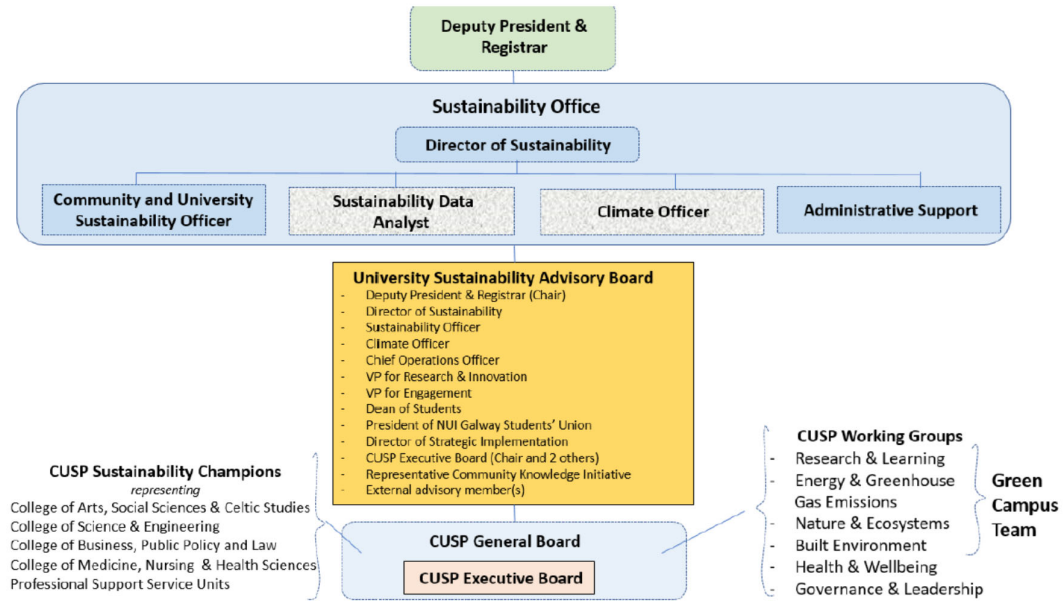 Deputy President &
Registrar
Sustainability Office
Director of Sustainability
Community and University
Sustainability Officer
Sustainability Data
Analyst
Climate Officer
Administrative Support
University Sustainability Advisory Board
- Deputy President & Registrar (Chair)
- Director of Sustainability
- Sustainability Officer
- Climate Officer
- Chief Operations Officer
- VP for Research & Innovation
- VP for Engagement
- Dean of Students
- President of NUI Galway Students' Union
- Director of Strategic Implementation
- CUSP Executive Board (Chair and 2 others)
- Representative Community Knowledge Initiative
- External advisory member(s)
CUSP Sustainability Champions
representing
College of Arts, Social Sciences & Celtic Studies
College of Science & Engineering
College of Business, Public Policy and Law
College of Medicine, Nursing & Health Sciences
Professional Support Service Units
CUSP General Board
CUSP Executive Board
CUSP Working Groups
- Research & Learning
- Energy & Greenhouse
Gas Emissions
- Nature & Ecosystems
- Built Environment
- Health & Wellbeing
- Governance & Leadership
Green
Campus
Team